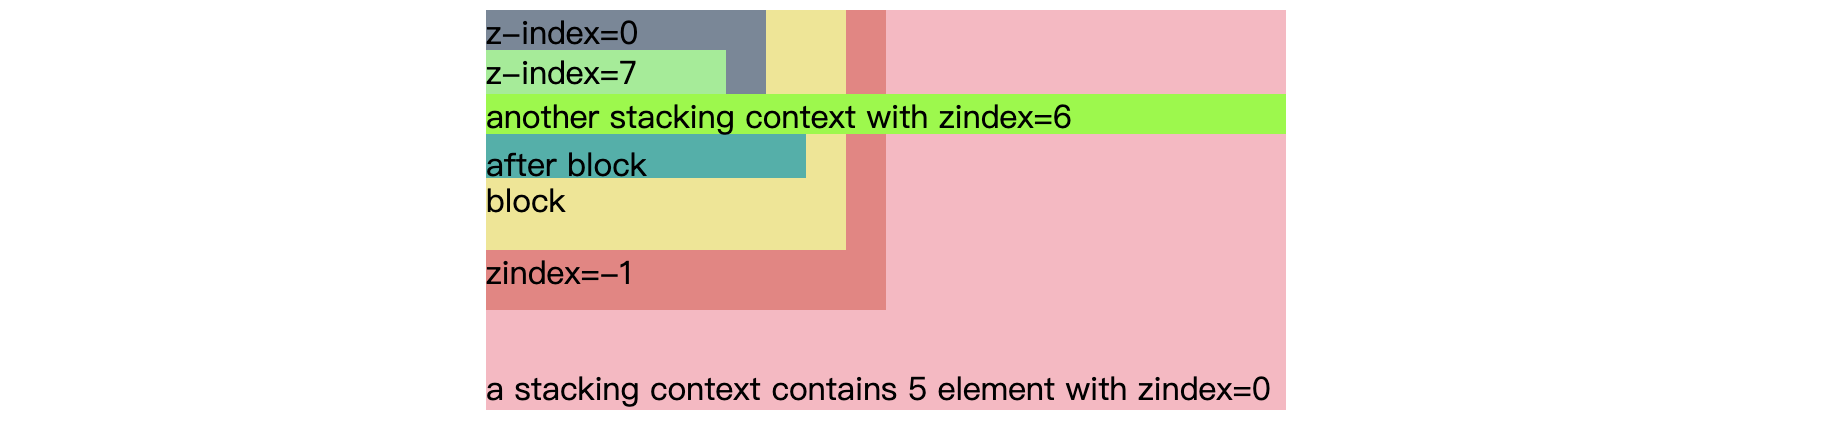 z-index=0
z-index=7
another stacking context with zindex=6
after block
block
zindex=-1
a stacking context contains 5 element with zindex=0